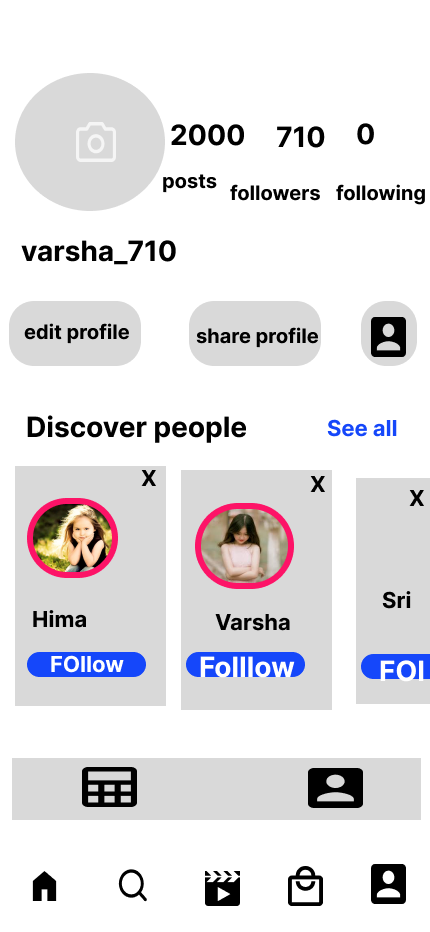 2000 710 0
posts followers following
varsha_710
edit profile share profile
Discover people See all
X X X
Hima Varsha Sri
FOllow Folllow FOl